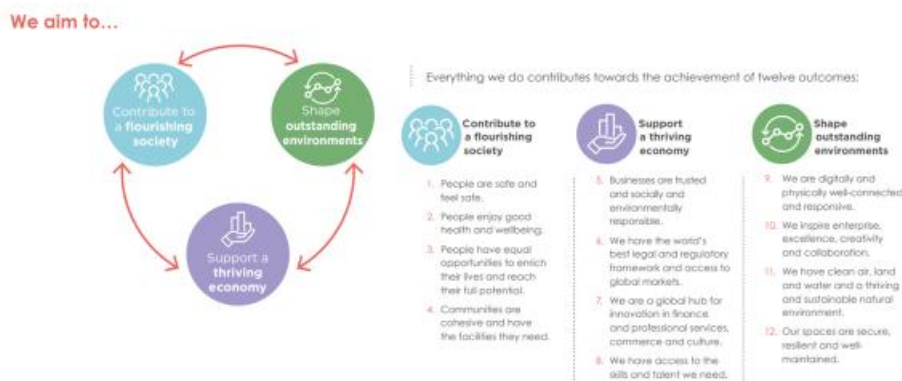 We aim to...
Contribute to
a flourishing
society
Shape
outstanding
environments
Support a
thriving
economy
Everything we do contributes towards the achievement of twelve outcomes:
Contribute to
a flourishing
society
1. People are safe and
feel safe.
2. People enjoy good
health and wellbeing.
3. People have equal
opportunities to enrich
their lives and reach
their full potential.
4. Communities are
cohesive and have
the facilities they need.
Support
a thriving
economy
5. Businesses are trusted
and socially and
environmentally
responsible.
6. We have the world's
best legal and regulatory
framework and access to
global markets.
7. We are a global hub for
innovation in finance
and professional services,
commerce and culture.
8. We have access to the
skills and talent we need.
Shape
outstanding
environments
9. We are digitally and
physically well-connected
and responsive.
10. We inspire enterprise,
excellence, creativity
and collaboration.
11. We have clean air, land
and water and a thriving
and sustainable natural
environment.
12. Our spaces are secure,
resilient and well-
maintained.